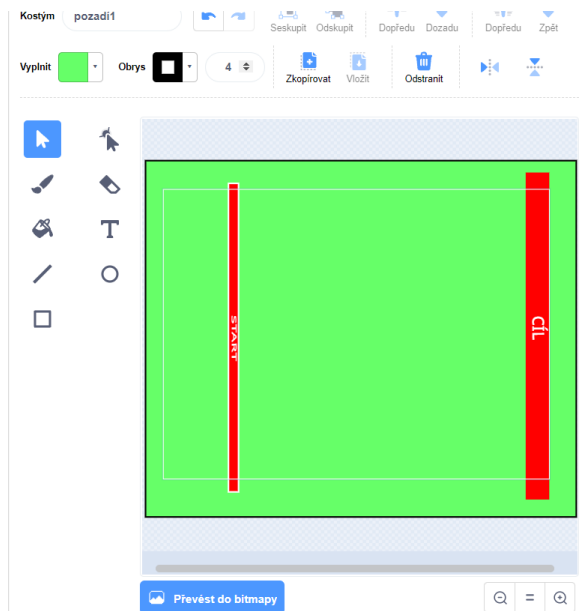 Kostým pozadí1
Seskupit Odskupit Dopředu Dozadu Dopředu Zpět
Vyplnit Obrys 4 Zkopírovat Vložit Odstranit
T
START
CÍL
Převést do bitmapy